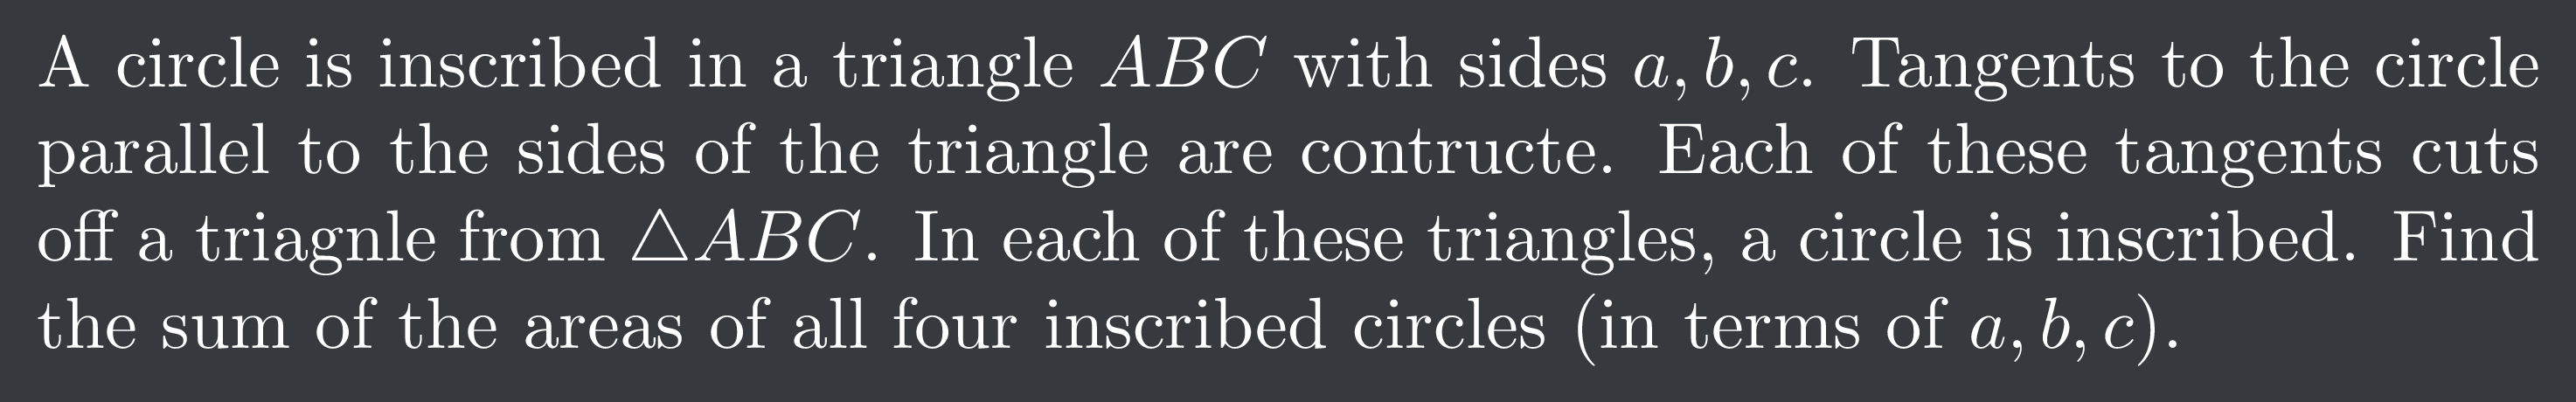 A circle is inscribed in a triangle ABC with sides a, b, c. Tangents to the circle
parallel to the sides of the triangle are contructe. Each of these tangents cuts
off a triagnle from △ABC. In each of these triangles, a circle is inscribed. Find
the sum of the areas of all four inscribed circles (in terms of a, b, c).